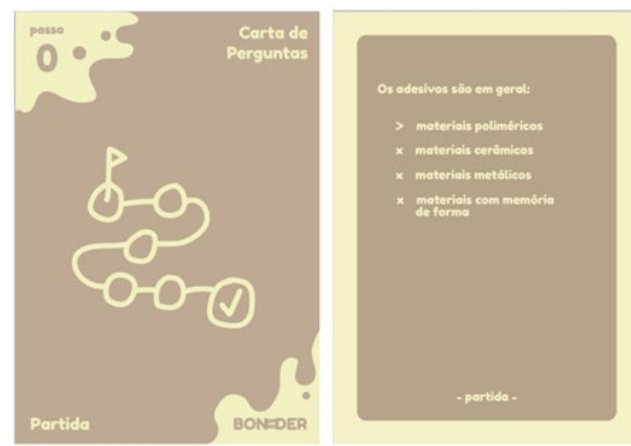 passo
0
Carta de
Perguntas
Partida
BONDER
Os adesivos são em geral:
> materiais poliméricos
x materiais cerâmicos
x materiais metálicos
x materiais com memória
de forma
- partida -